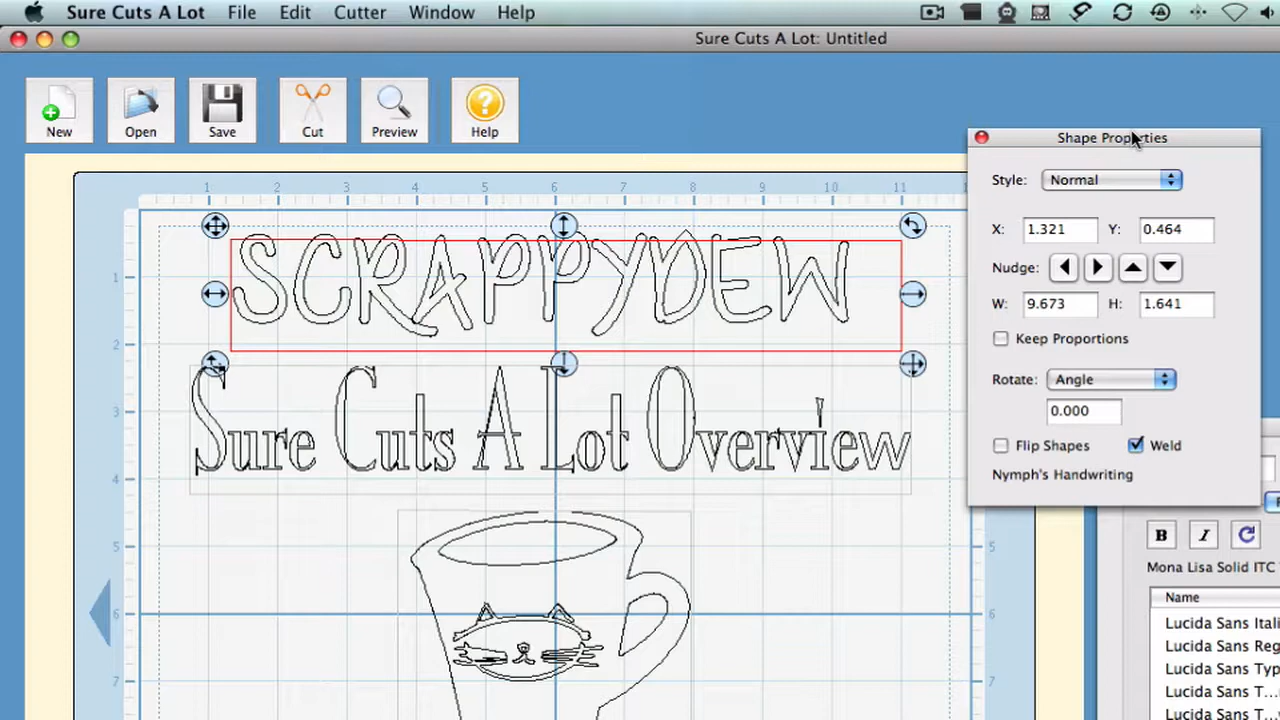 Sure Cuts A Lot File Edit Cutter Window Help
Sure Cuts A Lot: Untitled
New Open Save Cut Preview Help
Shape Properties
Style: Normal
1 2 3 4 5 6 7 8 9 10 11
X: 1.321 Y: 0.464
Nudge:
W: 9.673 H: 1.641
Keep Proportions
Rotate: Angle
0.000
Flip Shapes Weld
Nymph's Handwriting
SCRAPPYDEW
Sure Cuts A Lot Overview
1
2
3
4
5 5
6 6
7 7
B I
Mona Lisa Solid ITC
Name
Lucida Sans Itali
Lucida Sans Reg
Lucida Sans Typ
Lucida Sans T...s
Lucida Sans T...v